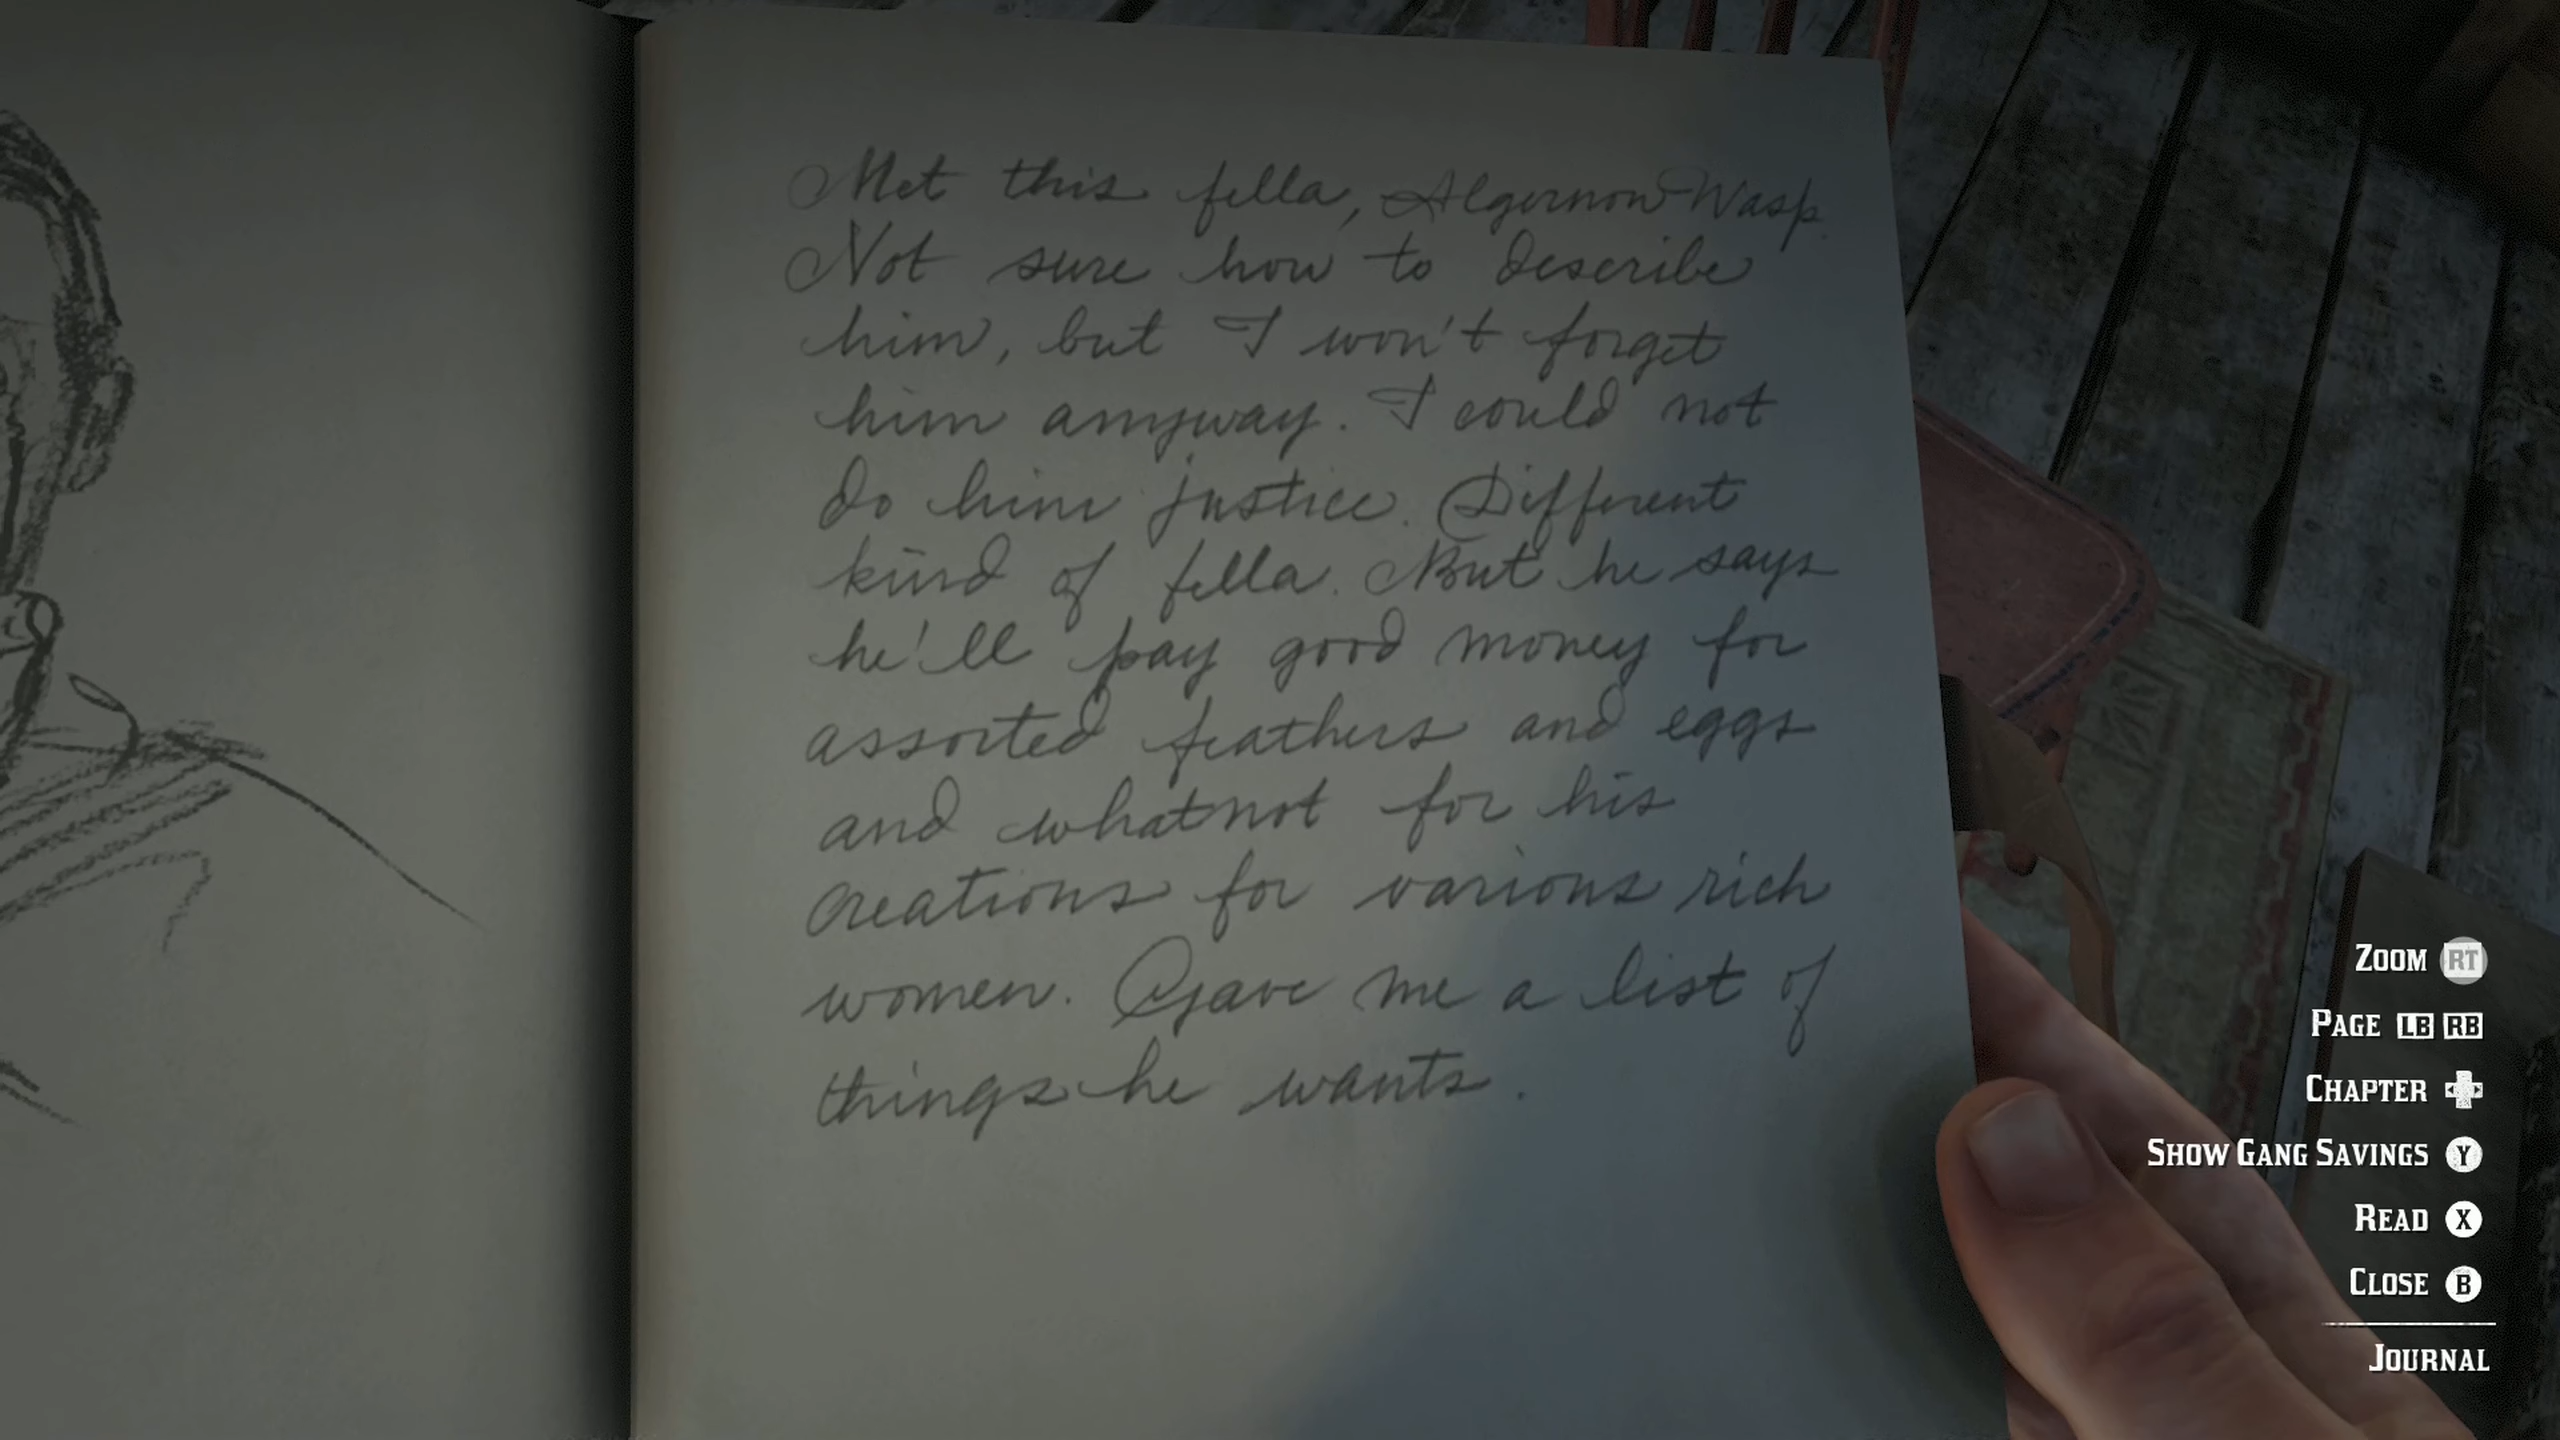 Met this fella, Algernon Wasp.
Not sure how to describe
him, but I won't forget
him anyway. I could not
do him justice. Different
kind of fella. But he says
he'll pay good money for
assorted feathers and eggs
and whatnot for his
creations for various rich
women. Gave me a list of
things he wants.
ZOOM RT
PAGE LB RB
CHAPTER
SHOW GANG SAVINGS Y
READ X
CLOSE B
JOURNAL